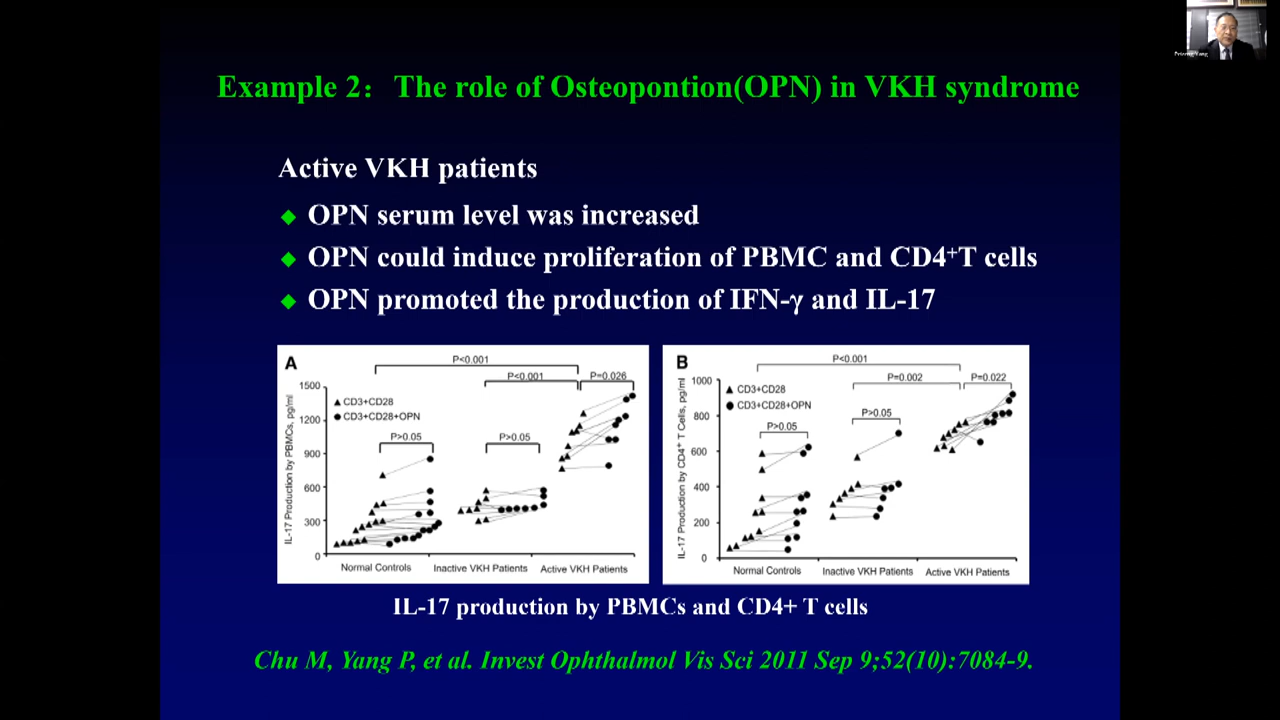 Example 2： The role of Osteopontion(OPN) in VKH syndrome
Active VKH patients
◆ OPN serum level was increased
◆ OPN could induce proliferation of PBMC and CD4⁺T cells
◆ OPN promoted the production of IFN-γ and IL-17
A
P<0.001
P<0.001
P=0.026
P>0.05
P>0.05
▲ CD3+CD28
● CD3+CD28+OPN
IL-17 Production by PBMCs, pg/ml
1500
1200
900
600
300
0
Normal Controls
Inactive VKH Patients
Active VKH Patients
B
P<0.001
P=0.002
P=0.022
P>0.05
P>0.05
▲ CD3+CD28
● CD3+CD28+OPN
IL-17 Production by CD4⁺ T Cells, pg/ml
1000
800
600
400
200
0
Normal Controls
Inactive VKH Patients
Active VKH Patients
IL-17 production by PBMCs and CD4+ T cells
Chu M, Yang P, et al. Invest Ophthalmol Vis Sci 2011 Sep 9;52(10):7084-9.
Yang